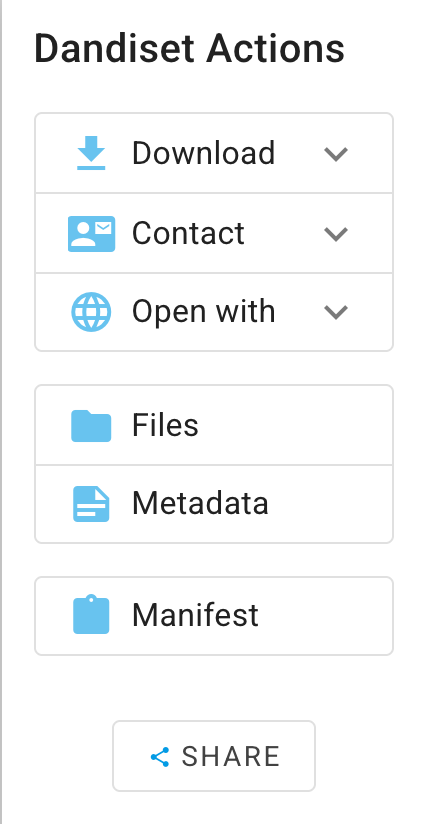 Dandiset Actions
Download
Contact
Open with
Files
Metadata
Manifest
SHARE